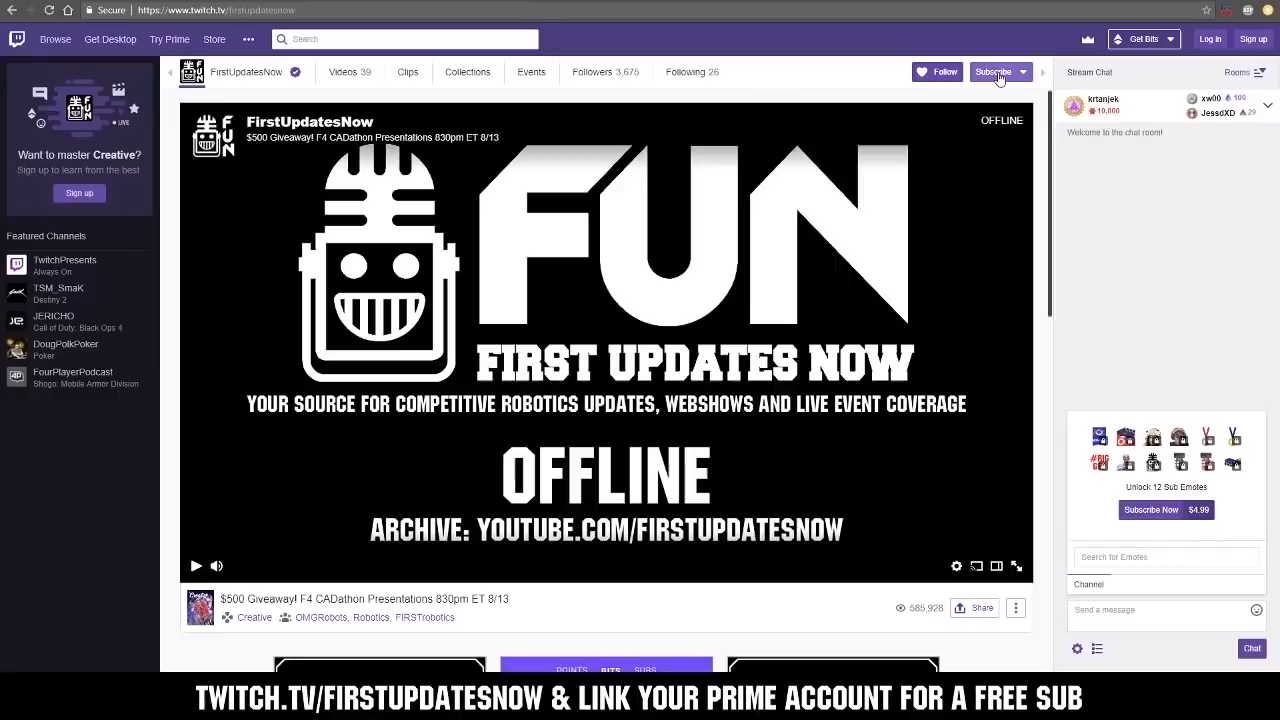 Secure
https://www.twitch.tv/firstupdatesnow
Browse
Get Desktop
Try Prime
Store
Search
Get Bits
Log in
Sign up
FirstUpdatesNow
Videos 39
Clips
Collections
Events
Followers 3,675
Following 26
Follow
Subscribe
Stream Chat
Rooms
FUN
LIVE
Want to master Creative?
Sign up to learn from the best
Sign up
Featured Channels
TwitchPresents
Always On
TSM_SmaK
Destiny 2
JERICHO
Call of Duty: Black Ops 4
DougPolkPoker
Poker
FourPlayerPodcast
Shogo: Mobile Armor Division
FUN
FirstUpdatesNow
$500 Giveaway! F4 CADathon Presentations 830pm ET 8/13
OFFLINE
FUN
FIRST UPDATES NOW
YOUR SOURCE FOR COMPETITIVE ROBOTICS UPDATES, WEBSHOWS AND LIVE EVENT COVERAGE
OFFLINE
ARCHIVE: YOUTUBE.COM/FIRSTUPDATESNOW
$500 Giveaway! F4 CADathon Presentations 830pm ET 8/13
Creative
OMGRobots, Robotics, FIRSTrobotics
585,928
Share
POINTS BITS SUBS
krtanjek
10,000
xw00 100
JessdXD 29
Welcome to the chat room!
Unlock 12 Sub Emotes
Subscribe Now $4.99
Search for Emotes
Channel
Send a message
Chat
TWITCH.TV/FIRSTUPDATESNOW & LINK YOUR PRIME ACCOUNT FOR A FREE SUB